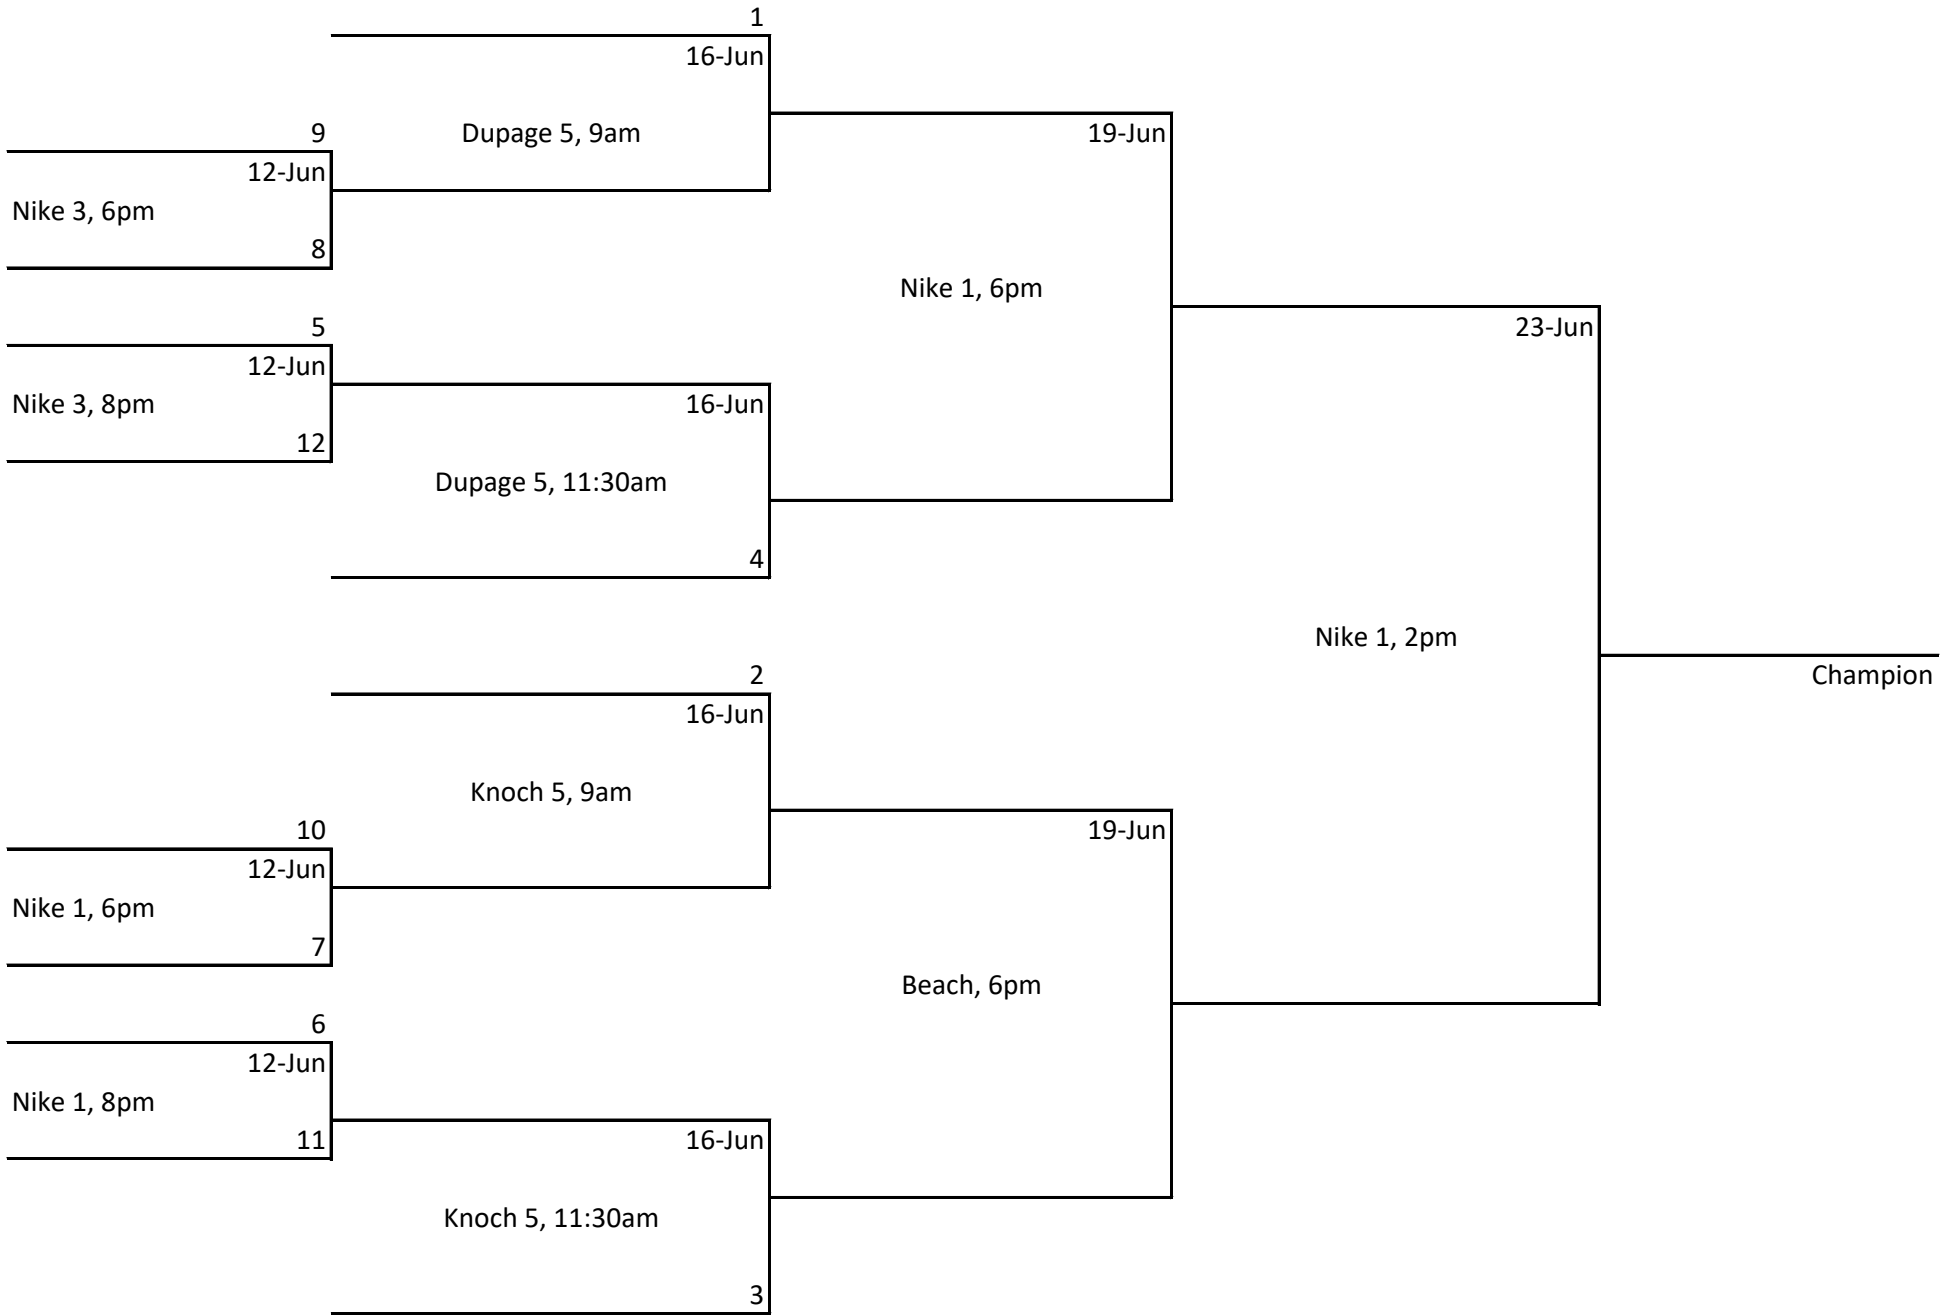 1
16-Jun
9
Dupage 5, 9am
19-Jun
12-Jun
Nike 3, 6pm
8
Nike 1, 6pm
5
23-Jun
12-Jun
Nike 3, 8pm
16-Jun
12
Dupage 5, 11:30am
4
Nike 1, 2pm
2
Champion
16-Jun
Knoch 5, 9am
10
19-Jun
12-Jun
Nike 1, 6pm
7
Beach, 6pm
6
12-Jun
Nike 1, 8pm
11
16-Jun
Knoch 5, 11:30am
3